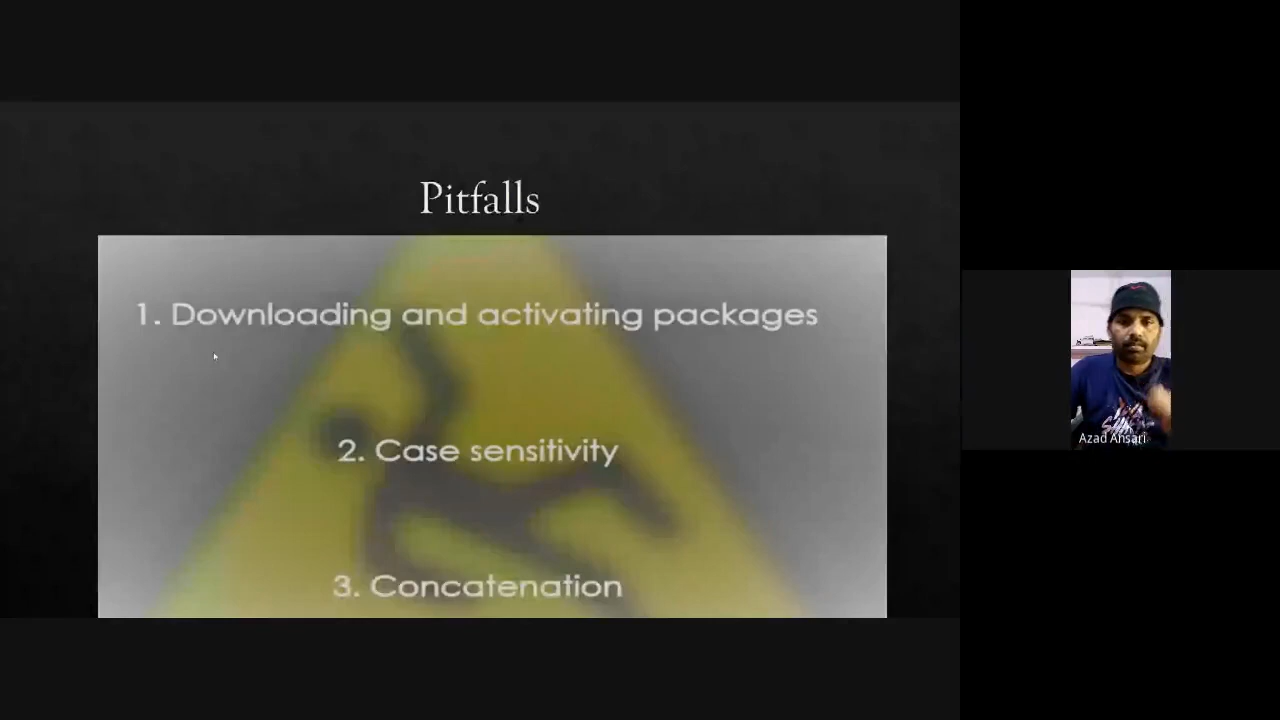 Pitfalls
1. Downloading and activating packages
2. Case sensitivity
3. Concatenation
Azad Ansari